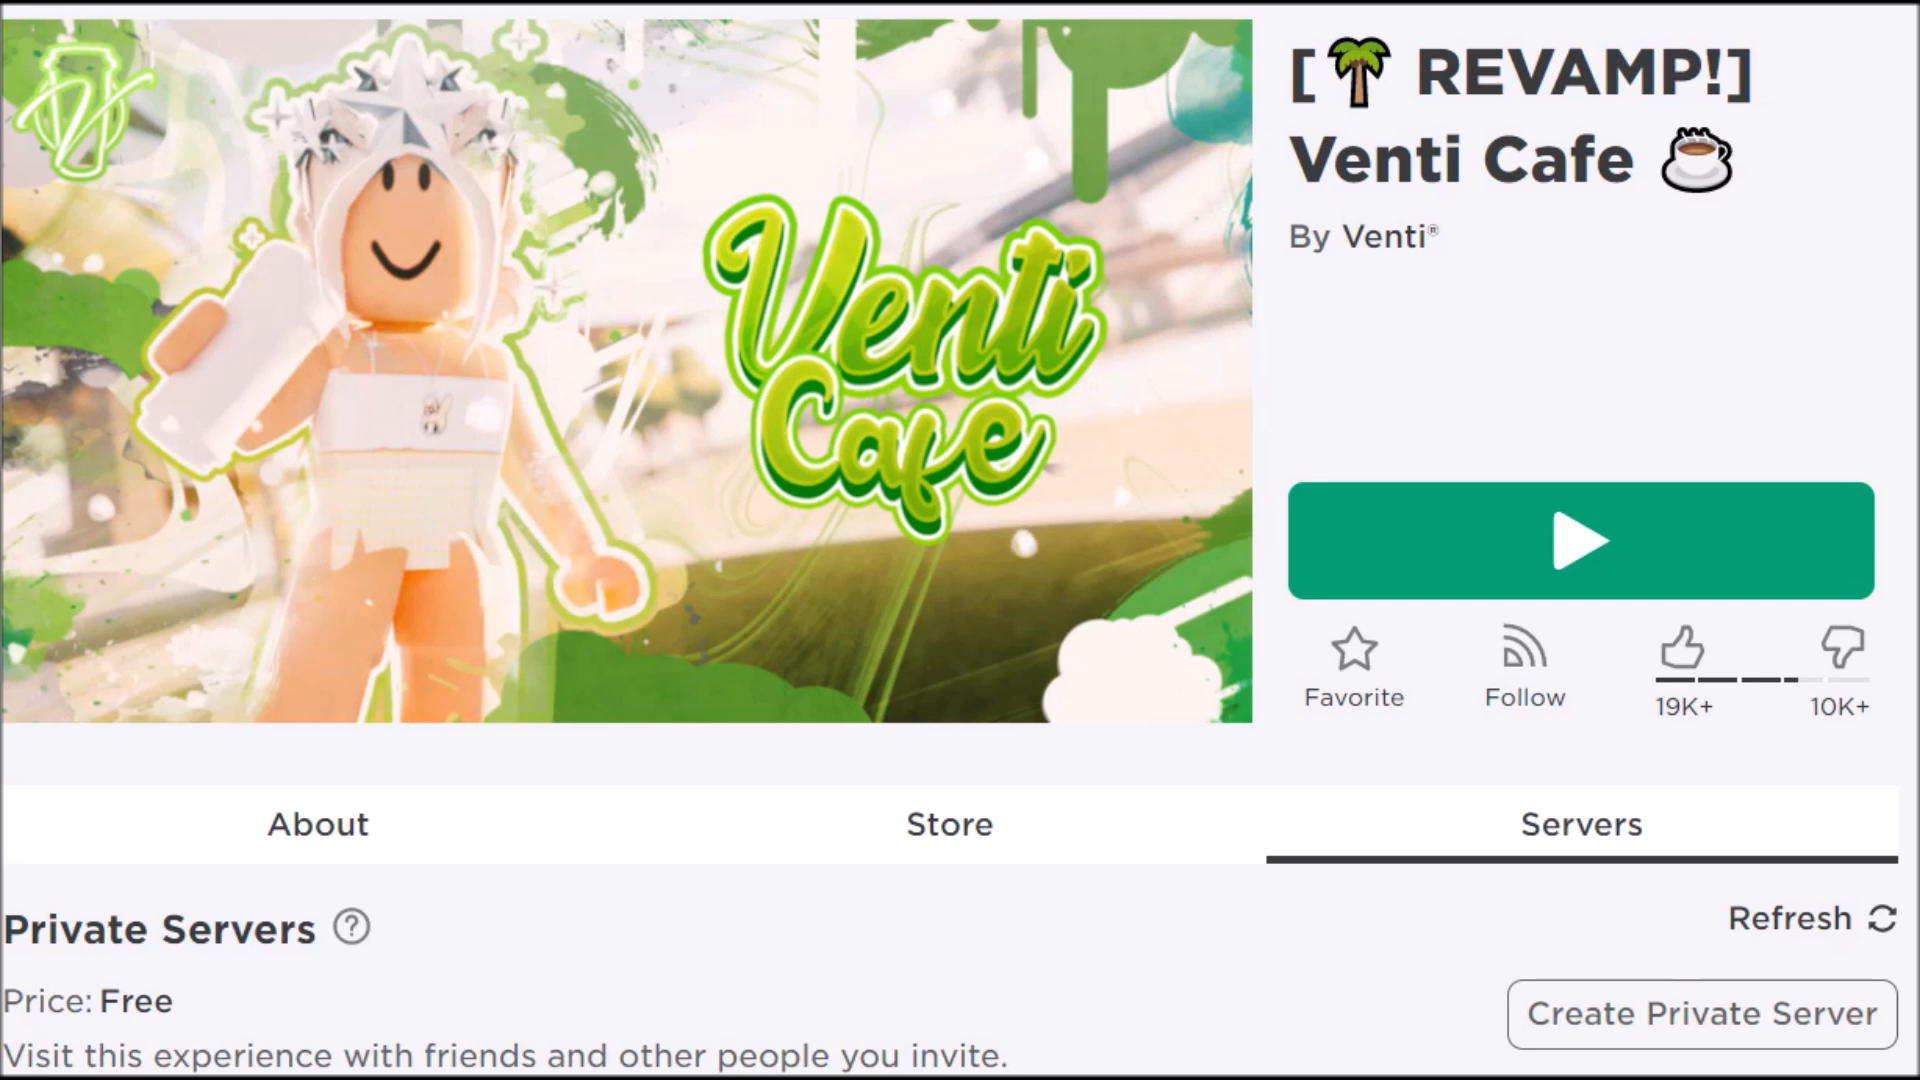 Venti
Cafe
[🌴 REVAMP!]
Venti Cafe ☕
By Venti®
Favorite
Follow
19K+
10K+
About
Store
Servers
Private Servers ?
Refresh
Price: Free
Create Private Server
Visit this experience with friends and other people you invite.